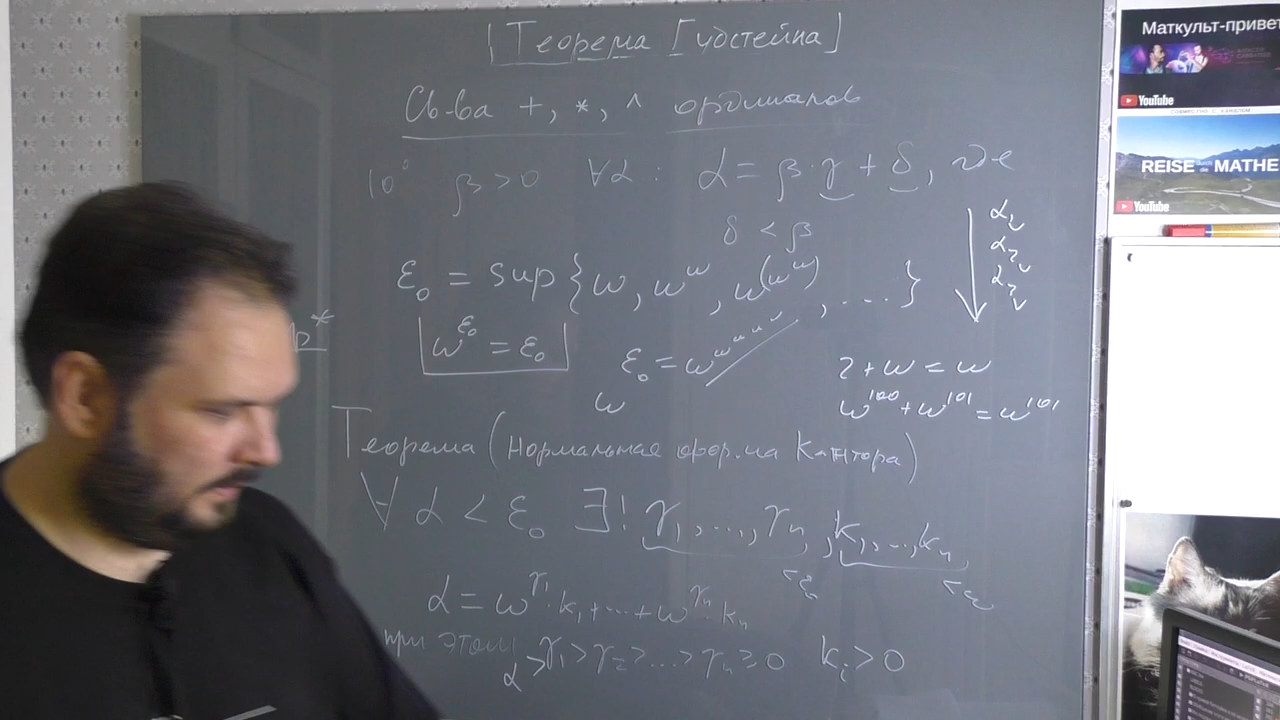 Теорема Гудстейна
Св-ва +, *, ^ ординалов
10° β > 0 ∀α : α = β·γ + δ, где
δ < β
ε₀ = sup{ω, ω^ω, ω^(ω^ω), ....}
α₁
α₂
α₃
ω^ε₀ = ε₀
ε₀ = ω^ω^ω^ω^ω
2 + ω = ω
ω
ω^100 + ω^101 = ω^101
Теорема (Нормальная форма Кантора)
∀ α < ε₀ ∃! γ₁,...,γₙ, k₁,...,kₙ
α = ω^γ₁·k₁+...+ω^γₙ·kₙ
при этом α > γ₁ > γ₂ > ... > γₙ ≥ 0 kᵢ > 0
Маткульт-привет
YouTube
REISE DURCH DIE MATHE
YouTube